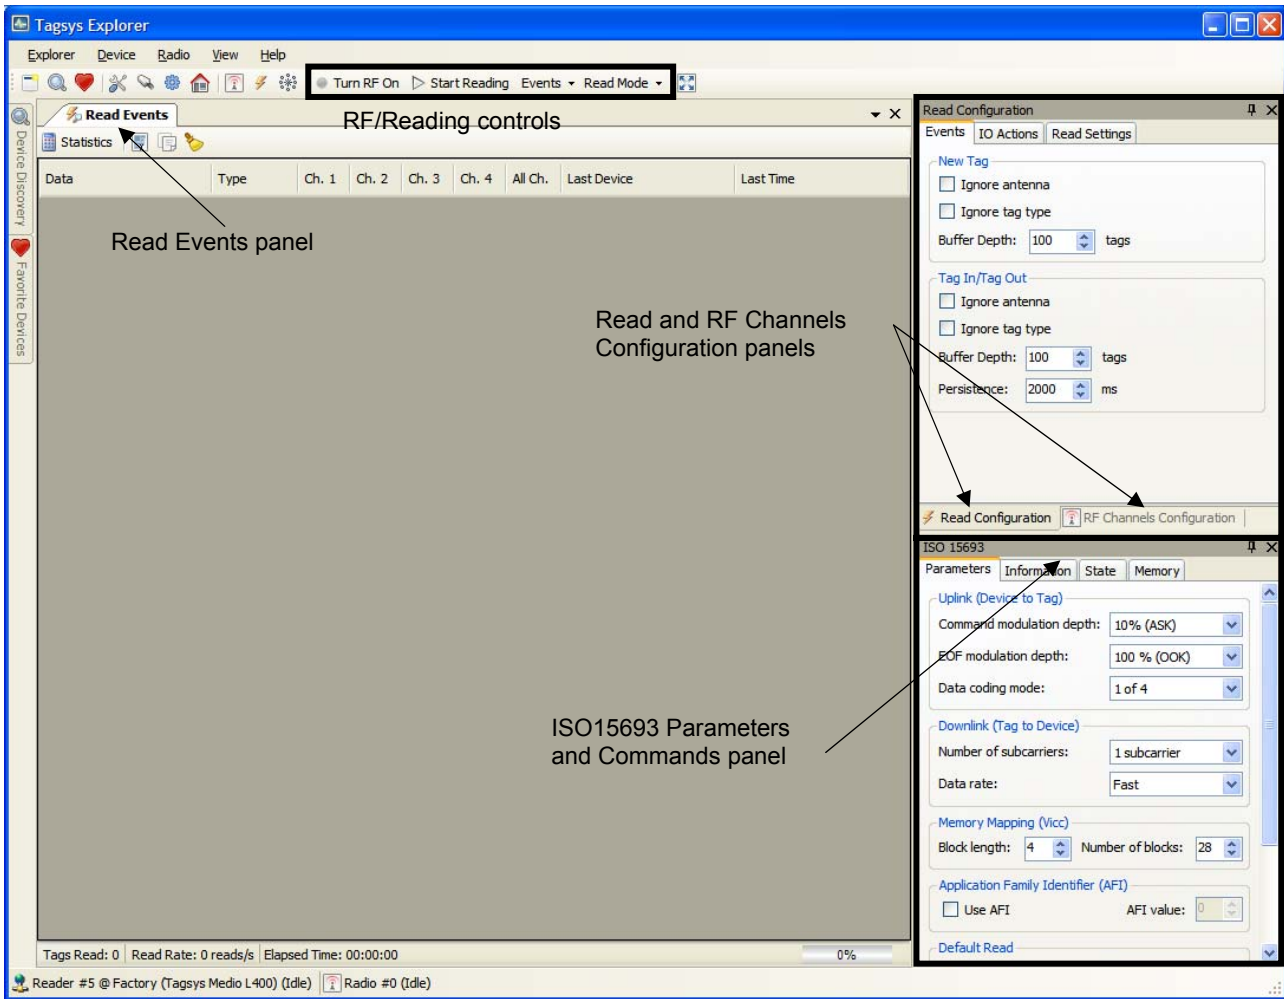 Tagsys Explorer
Explorer Device Radio View Help
Turn RF On Start Reading Events Read Mode
RF/Reading controls
Device Discovery
Favorite Devices
Read Events
Statistics
Data Type Ch. 1 Ch. 2 Ch. 3 Ch. 4 All Ch. Last Device Last Time
Read Events panel
Read and RF Channels
Configuration panels
ISO15693 Parameters
and Commands panel
Tags Read: 0 Read Rate: 0 reads/s Elapsed Time: 00:00:00 0%
Read Configuration
Events IO Actions Read Settings
New Tag
Ignore antenna
Ignore tag type
Buffer Depth: 100 tags
Tag In/Tag Out
Ignore antenna
Ignore tag type
Buffer Depth: 100 tags
Persistence: 2000 ms
Read Configuration RF Channels Configuration
ISO 15693
Parameters Information State Memory
Uplink (Device to Tag)
Command modulation depth: 10% (ASK)
EOF modulation depth: 100 % (OOK)
Data coding mode: 1 of 4
Downlink (Tag to Device)
Number of subcarriers: 1 subcarrier
Data rate: Fast
Memory Mapping (Vicc)
Block length: 4 Number of blocks: 28
Application Family Identifier (AFI)
Use AFI AFI value: 0
Default Read
Reader #5 @ Factory (Tagsys Medio L400) (Idle) Radio #0 (Idle)